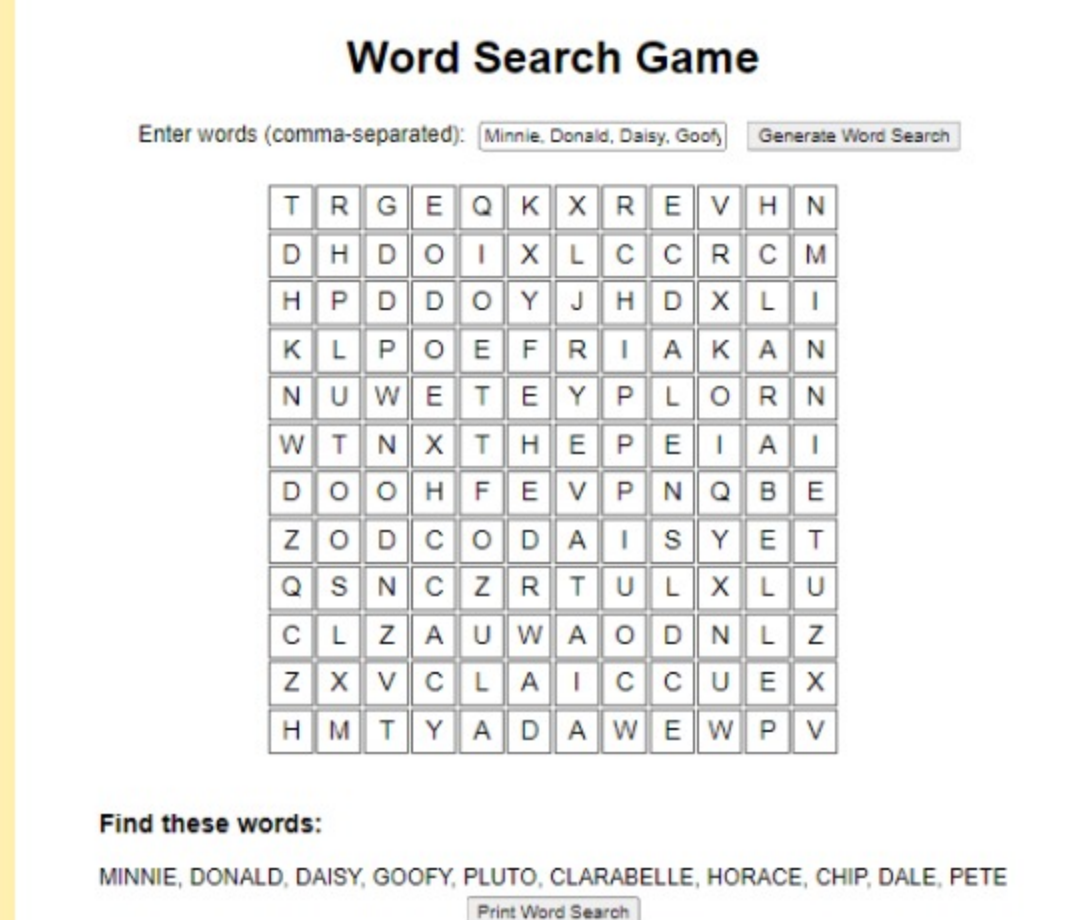 Word Search Game
Enter words (comma-separated): Minnie, Donald, Daisy, Goofy Generate Word Search
T R G E Q K X R E V H N
D H D O I X L C C R C M
H P D D O Y J H D X L I
K L P O E F R I A K A N
N U W E T E Y P L O R N
W T N X T H E P E I A I
D O O H F E V P N Q B E
Z O D C O D A I S Y E T
Q S N C Z R T U L X L U
C L Z A U W A O D N L Z
Z X V C L A I C C U E X
H M T Y A D A W E W P V
Find these words:
MINNIE, DONALD, DAISY, GOOFY, PLUTO, CLARABELLE, HORACE, CHIP, DALE, PETE
Print Word Search